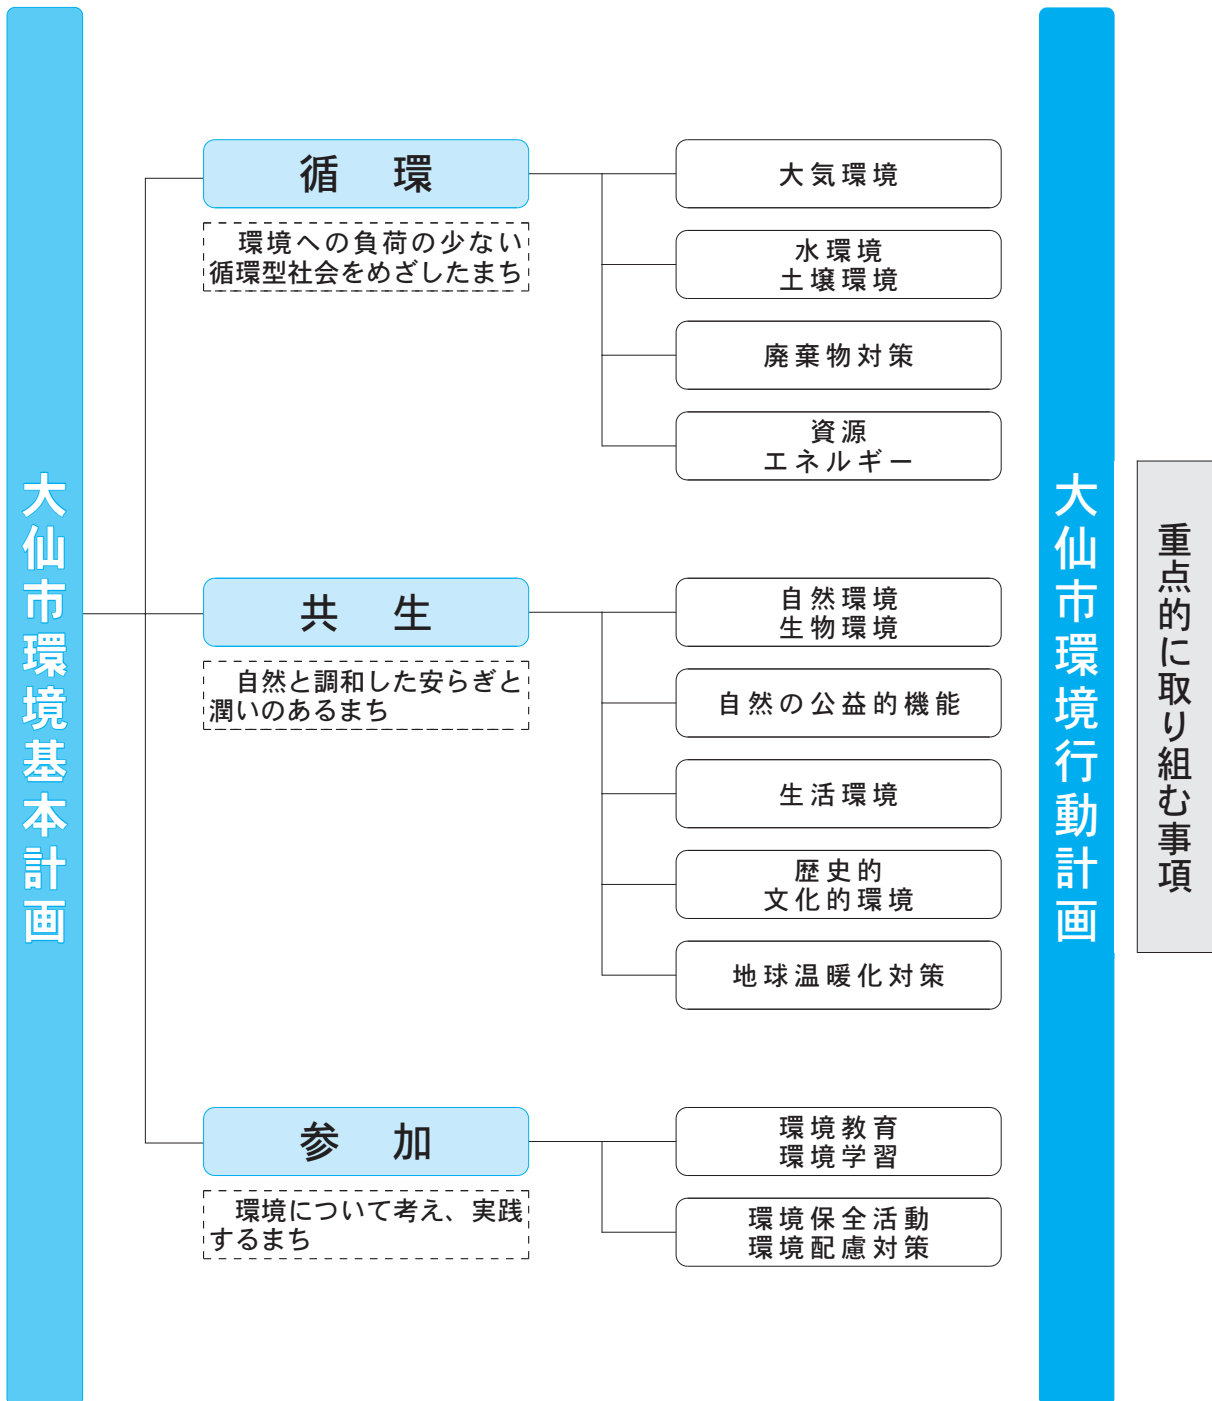 大仙市環境基本計画
循　環
環境への負荷の少ない
循環型社会をめざしたまち
大気環境
水環境
土壌環境
廃棄物対策
資源
エネルギー
共　生
自然と調和した安らぎと
潤いのあるまち
自然環境
生物環境
自然の公益的機能
生活環境
歴史的
文化的環境
地球温暖化対策
参　加
環境について考え、実践
するまち
環境教育
環境学習
環境保全活動
環境配慮対策
大仙市環境行動計画
重点的に取り組む事項